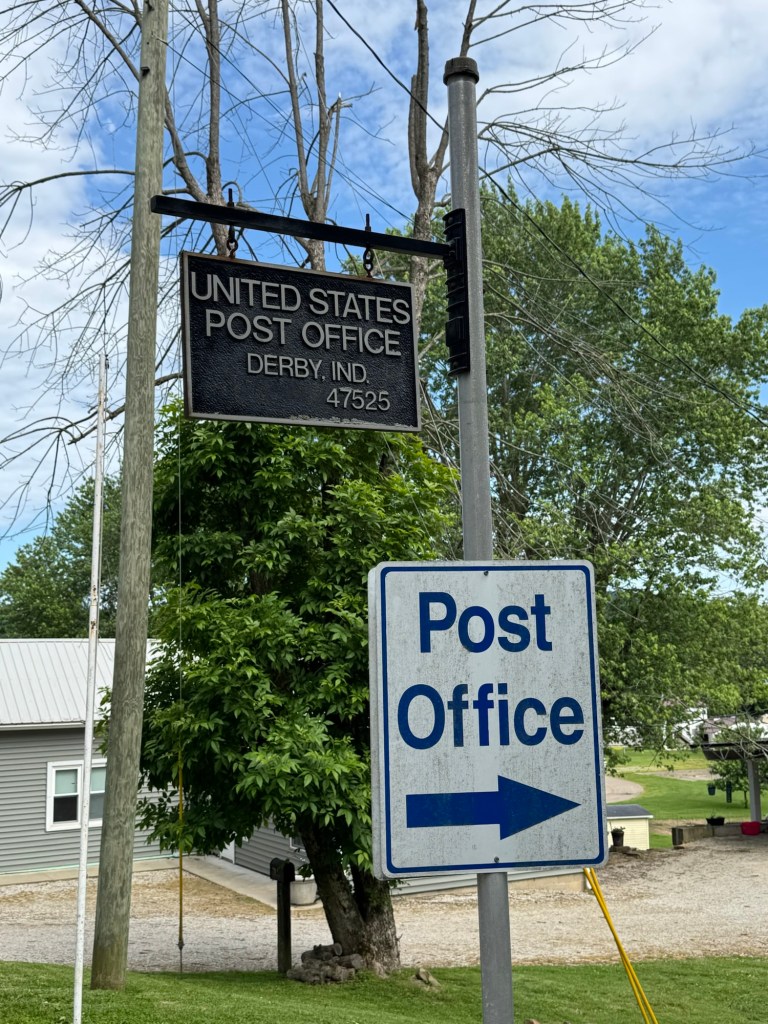 UNITED STATES
POST OFFICE
DERBY, IND.
47525
Post
Office